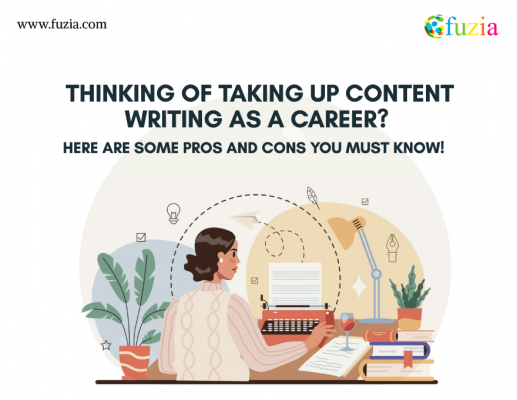 www.fuzia.com
fuzia
THINKING OF TAKING UP CONTENT
WRITING AS A CAREER?
HERE ARE SOME PROS AND CONS YOU MUST KNOW!